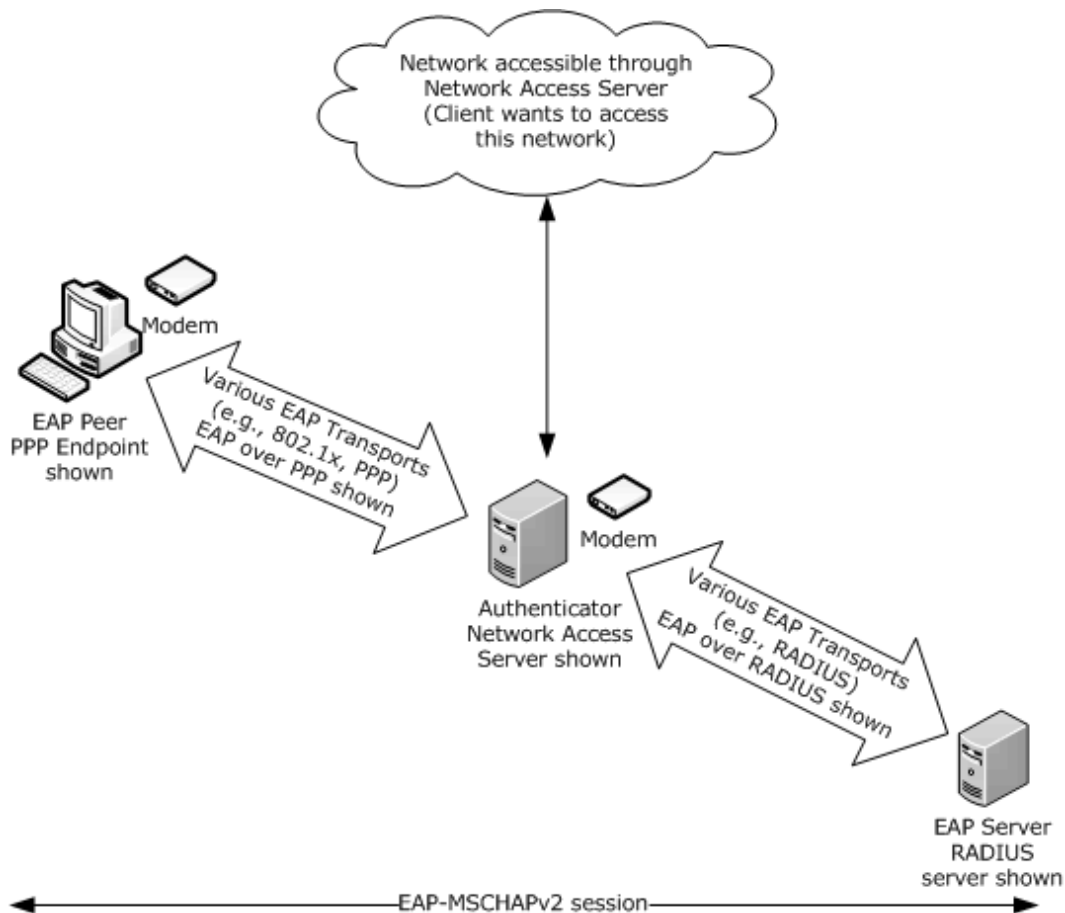 Network accessible through
Network Access Server
(Client wants to access
this network)
Modem
EAP Peer
PPP Endpoint
shown
Various EAP Transports
(e.g., 802.1x, PPP)
EAP over PPP shown
Modem
Authenticator
Network Access
Server shown
Various EAP Transports
(e.g., RADIUS)
EAP over RADIUS shown
EAP Server
RADIUS
server shown
EAP-MSCHAPv2 session